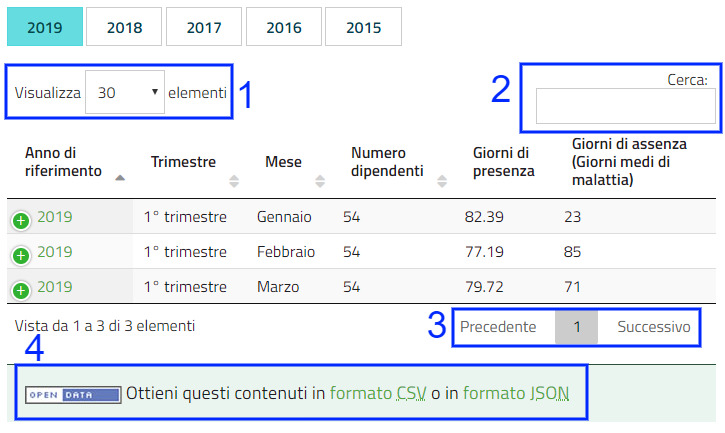 2019 2018 2017 2016 2015
Visualizza 30 elementi 1
2 Cerca:
Anno di riferimento Trimestre Mese Numero dipendenti Giorni di presenza Giorni di assenza (Giorni medi di malattia)
2019 1° trimestre Gennaio 54 82.39 23
2019 1° trimestre Febbraio 54 77.19 85
2019 1° trimestre Marzo 54 79.72 71
Vista da 1 a 3 di 3 elementi 3 Precedente 1 Successivo
4
OPEN DATA Ottieni questi contenuti in formato CSV o in formato JSON